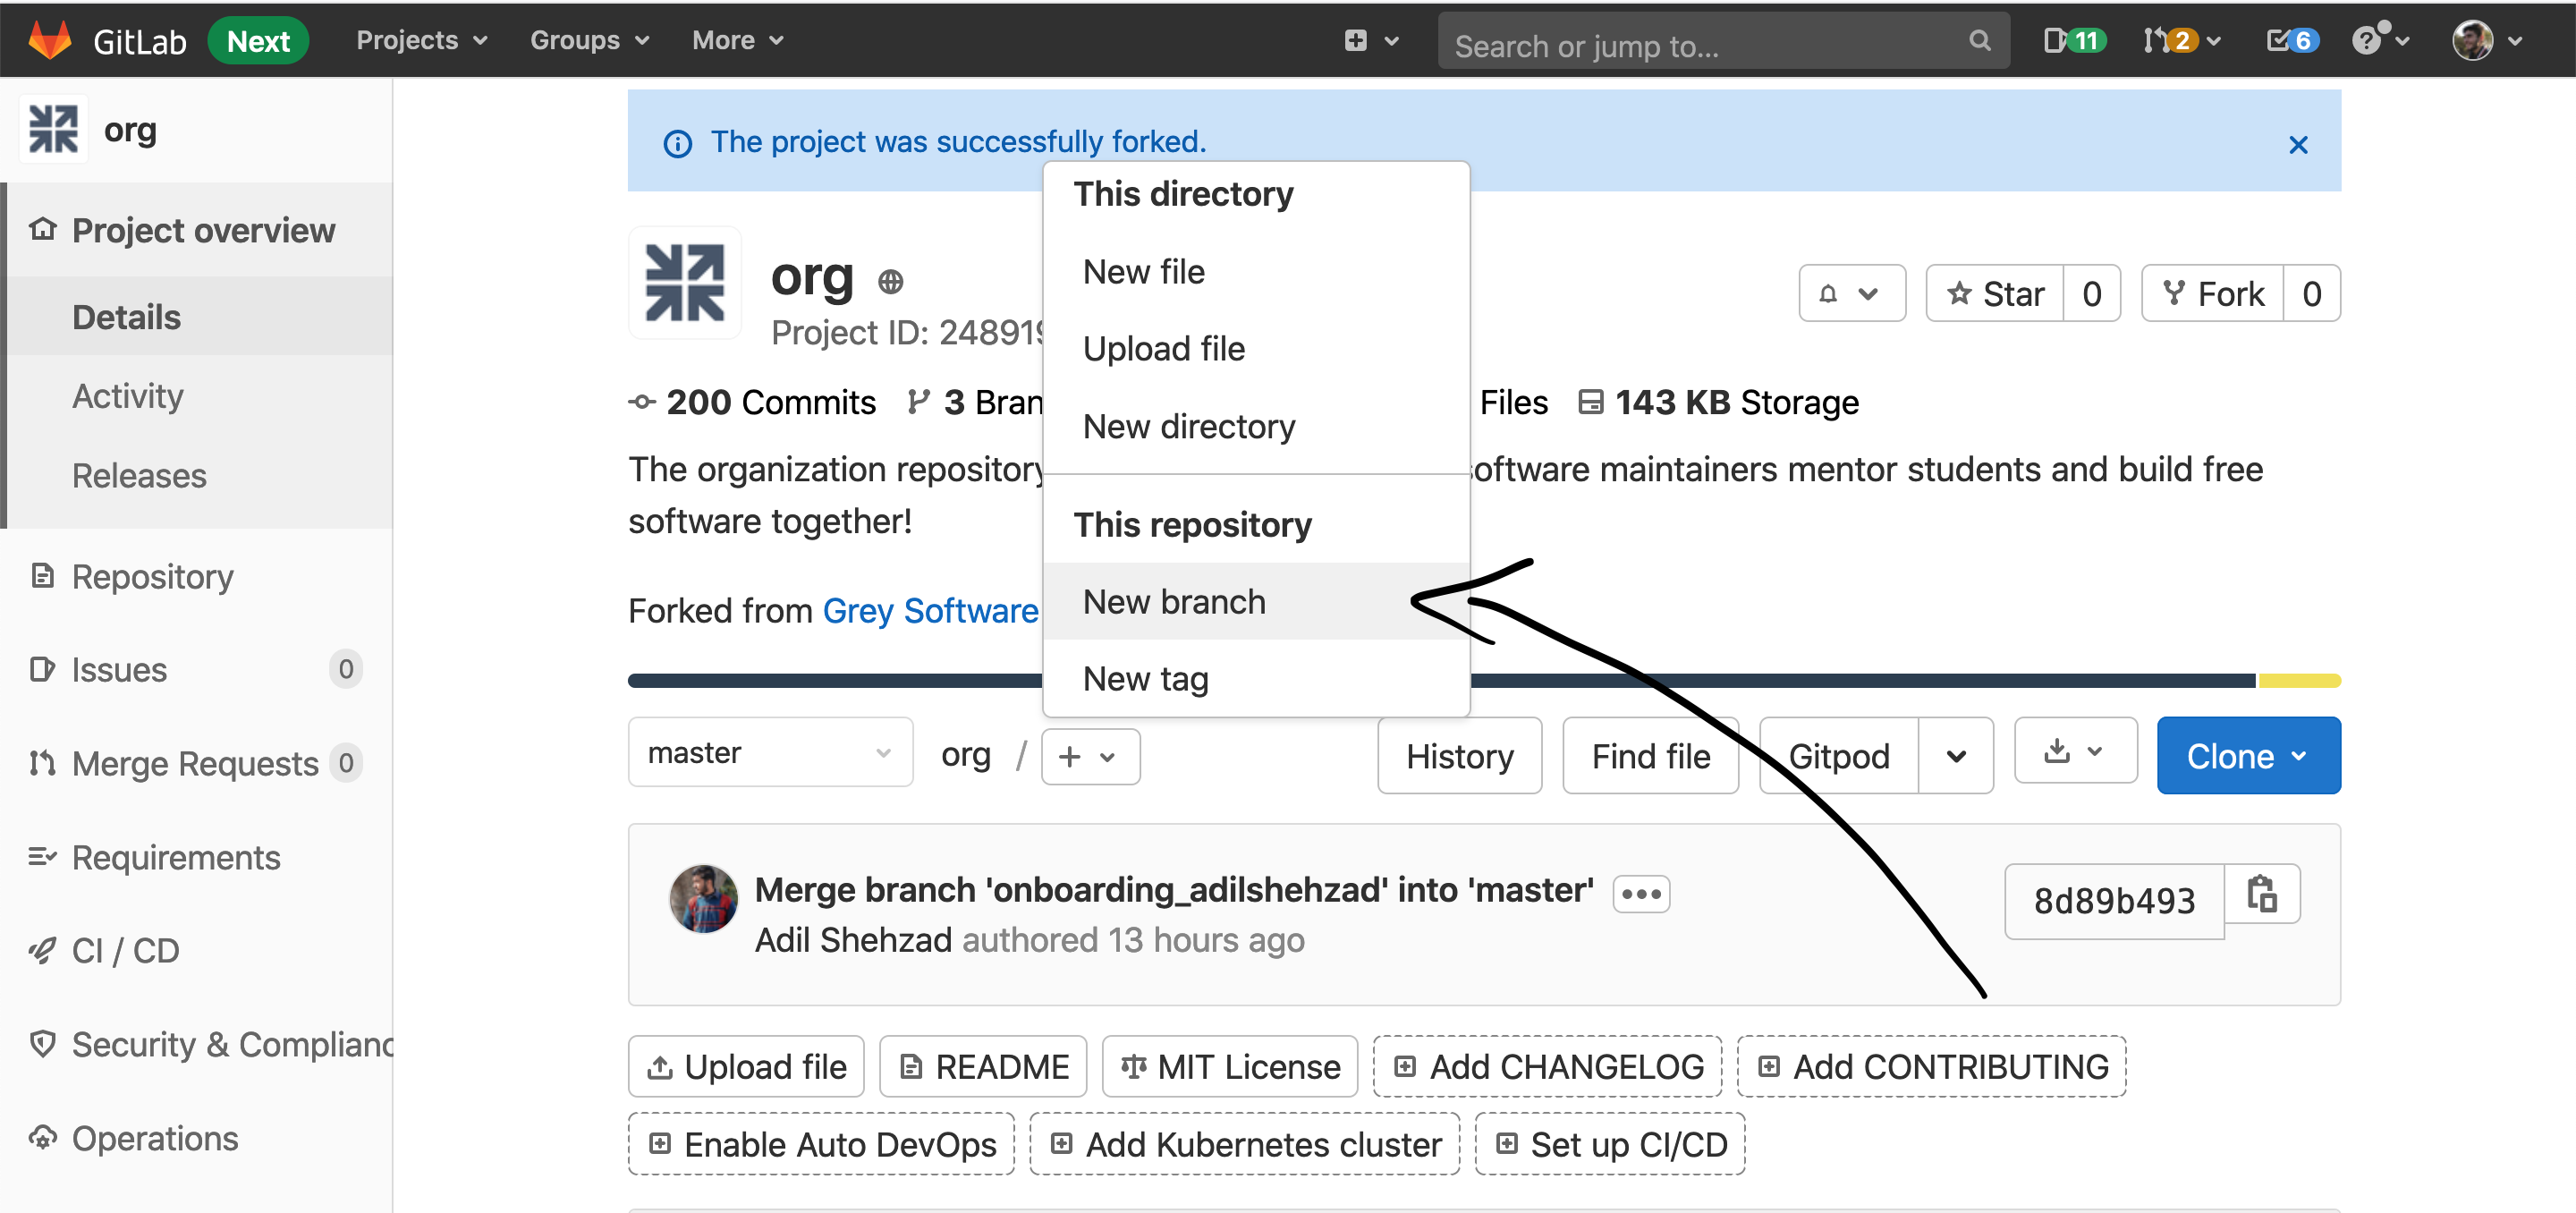 GitLab Next Projects Groups More Search or jump to... 11 2 6
org
Project overview
Details
Activity
Releases
Repository
Issues 0
Merge Requests 0
Requirements
CI / CD
Security & Complianc
Operations
The project was successfully forked.
org
Project ID: 24891
Star 0 Fork 0
200 Commits 3 Bran Files 143 KB Storage
The organization repository oftware maintainers mentor students and build free
software together!
Forked from Grey Software
This directory
New file
Upload file
New directory
This repository
New branch
New tag
master org / + History Find file Gitpod Clone
Merge branch 'onboarding_adilshehzad' into 'master'
Adil Shehzad authored 13 hours ago
8d89b493
Upload file README MIT License Add CHANGELOG Add CONTRIBUTING
Enable Auto DevOps Add Kubernetes cluster Set up CI/CD